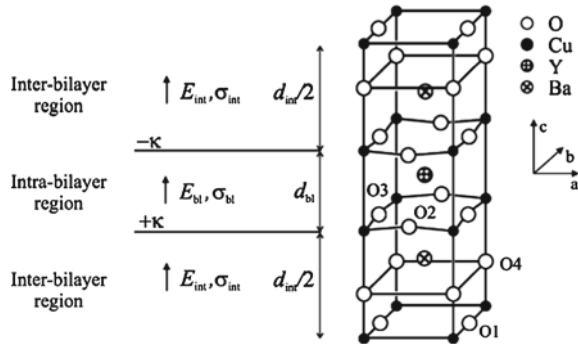 Inter-bilayer
region
E_int, σ_int
d_int/2
−κ
Intra-bilayer
region
E_bl, σ_bl
d_bl
+κ
Inter-bilayer
region
E_int, σ_int
d_int/2
O3
O2
O4
O1
O
Cu
Y
Ba
c
b
a